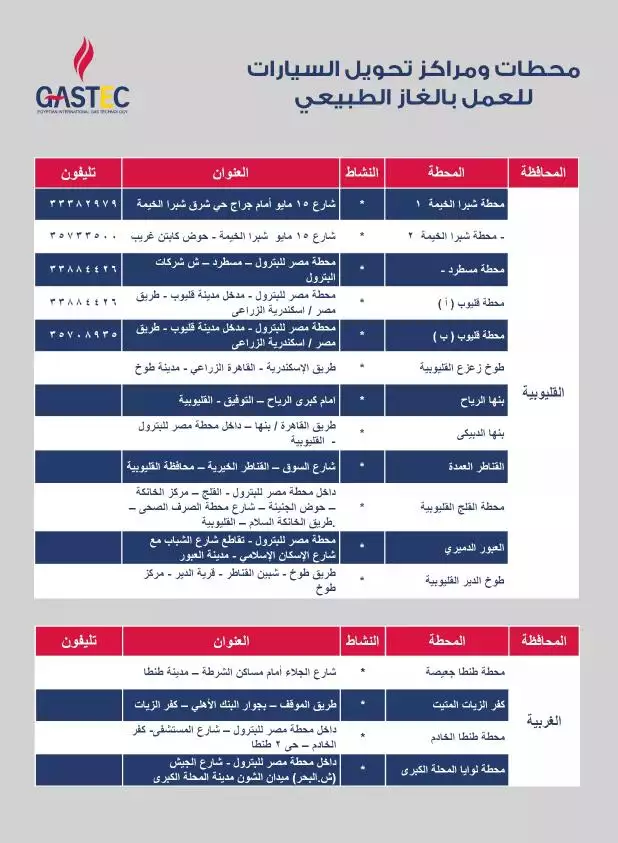 محطات ومراكز تحويل السيارات
للعمل بالغاز الطبيعي
GASTEC
EGYPTIAN INTERNATIONAL GAS TECHNOLOGY
المحافظة المحطة النشاط العنوان تليفون
القليوبية
محطة شبرا الخيمة ١ * شارع ١٥ مايو أمام جراج حي شرق شبرا الخيمة ٣٣٣٨٢٩٧٩
- محطة شبرا الخيمة ٢ * شارع ١٥ مايو شبرا الخيمة - حوض كابتن غريب ٣٥٧٣٣٥٠٠
محطة مسطرد - * محطة مصر للبترول – مسطرد – ش شركات
البترول ٣٣٨٨٤٤٢٦
محطة قليوب ( أ ) * محطة مصر للبترول - مدخل مدينة قليوب - طريق
مصر / اسكندرية الزراعى ٣٣٨٨٤٤٢٦
محطة قليوب ( ب ) * محطة مصر للبترول - مدخل مدينة قليوب - طريق
مصر / اسكندرية الزراعى ٣٥٧٠٨٩٣٥
طوخ زعزع القليوبية * طريق الإسكندرية - القاهرة الزراعي - مدينة طوخ
بنها الرياح * امام كبرى الرياح – التوفيق - القليوبية
بنها الدبيكى * طريق القاهرة / بنها – داخل محطة مصر للبترول
- القليوبية
القناطر العمدة * شارع السوق – القناطر الخيرية – محافظة القليوبية
محطة القلج القليوبية * داخل محطة مصر للبترول - القلج – مركز الخانكة
– حوض الجنينة – شارع محطة الصرف الصحى –
.طريق الخانكة السلام – القليوبية
العبور الدميري * محطة مصر للبترول - تقاطع شارع الشباب مع
شارع الإسكان الإسلامي - مدينة العبور
طوخ الدير القليوبية * طريق طوخ - شبين القناطر - قرية الدير - مركز
طوخ
المحافظة المحطة النشاط العنوان تليفون
الغربية
محطة طنطا جعيصة * شارع الجلاء أمام مساكن الشرطة – مدينة طنطا
كفر الزيات المتيت * طريق الموقف – بجوار البنك الأهلي – كفر الزيات
محطة طنطا الخادم * داخل محطة مصر للبترول – شارع المستشفى- كفر
الخادم – حى ٢ طنطا
محطة لوايا المحلة الكبرى * داخل محطة مصر للبترول - شارع الجيش
(ش.البحر) ميدان الشون مدينة المحلة الكبرى